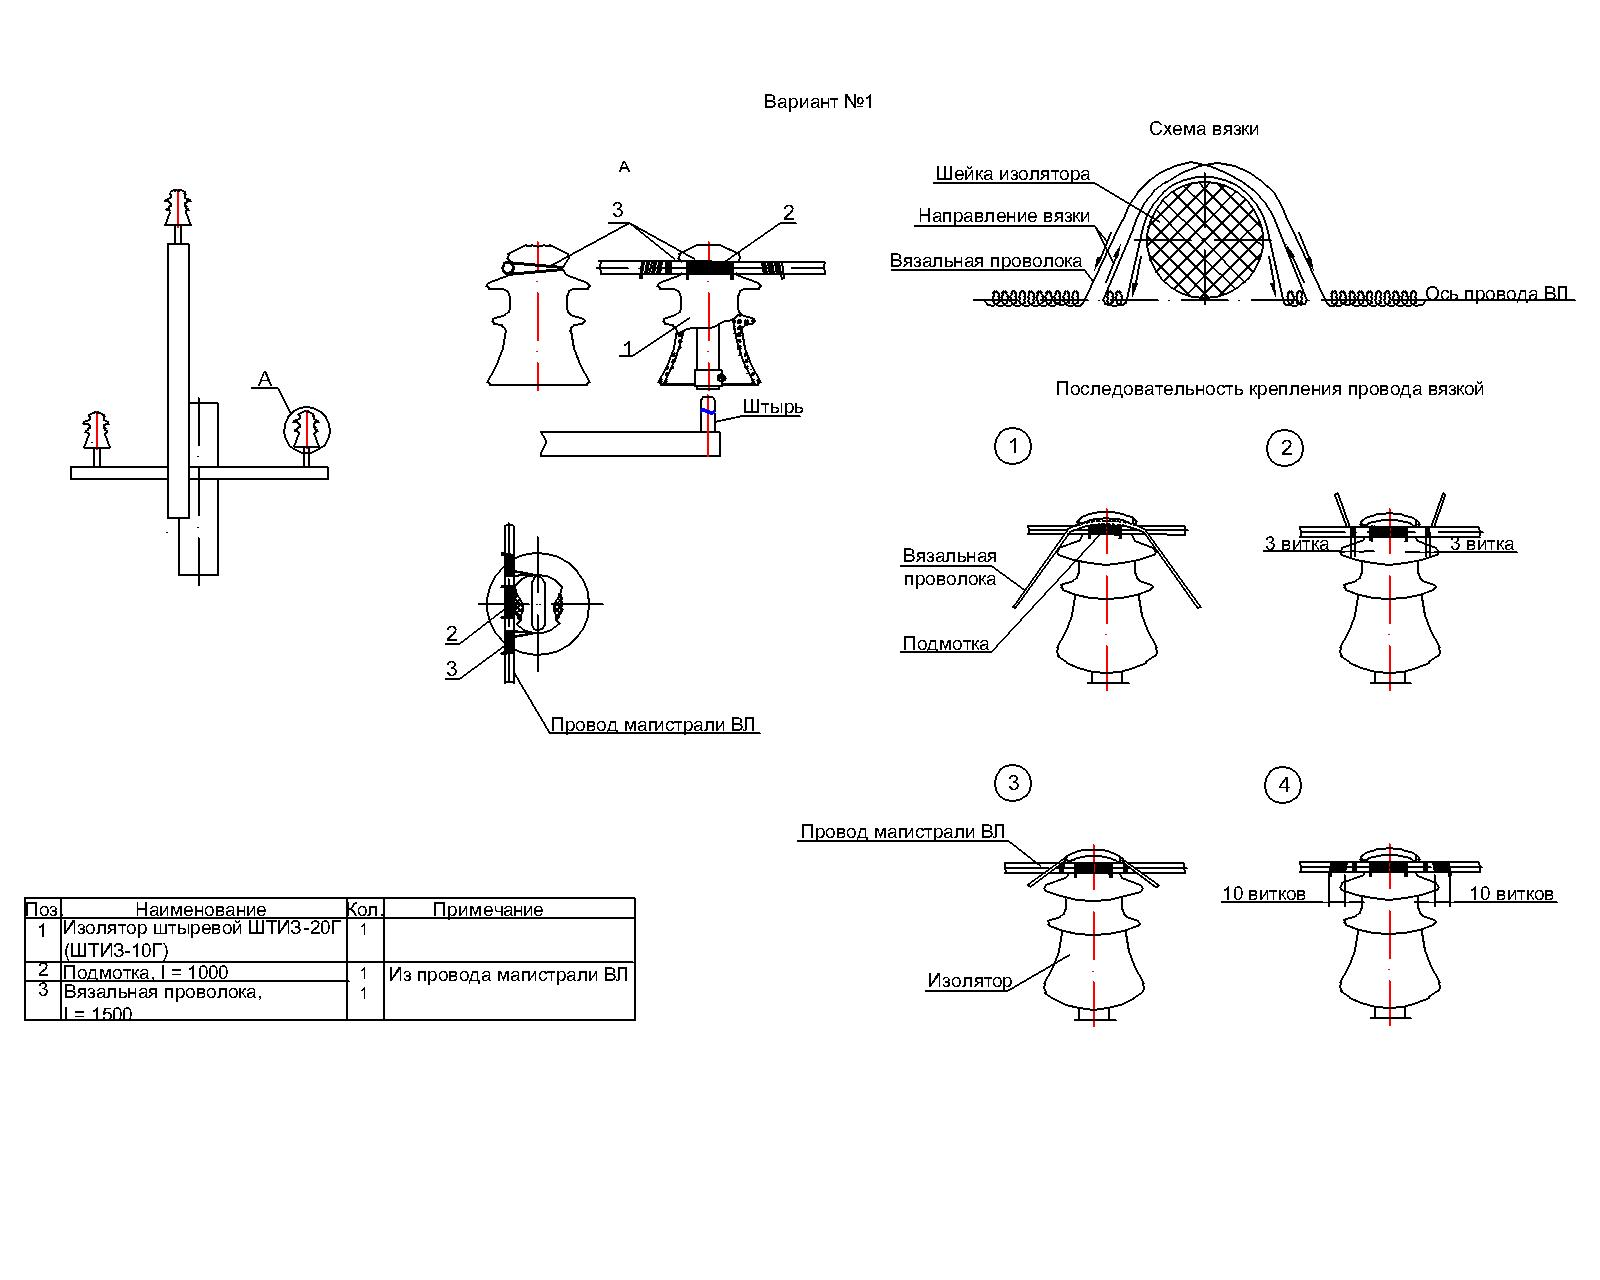 Вариант №1
Схема вязки
А
Шейка изолятора
3
2
Направление вязки
Вязальная проволока
Ось провода ВЛ
1
А
Штырь
Последовательность крепления провода вязкой
1
2
Вязальная
проволока
3 витка
3 витка
Подмотка
2
3
Провод магистрали ВЛ
3
4
Провод магистрали ВЛ
10 витков
10 витков
Изолятор
Поз. Наименование Кол. Примечание
1 Изолятор штыревой ШТИЗ-20Г 1
(ШТИЗ-10Г)
2 Подмотка, l = 1000 1 Из провода магистрали ВЛ
3 Вязальная проволока, 1
l = 1500